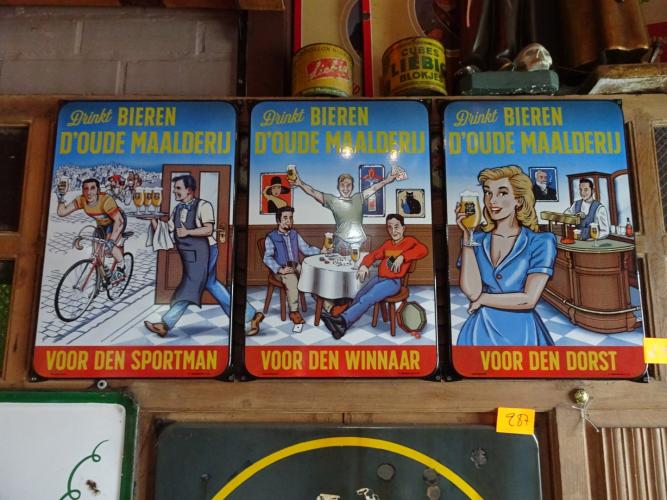 LIEBIG
CUBES
LIEBIG
BLOKJES
Drinkt BIEREN
D'OUDE MAALDERIJ
VOOR DEN SPORTMAN
Drinkt BIEREN
D'OUDE MAALDERIJ
VOOR DEN WINNAAR
Drinkt BIEREN
D'OUDE MAALDERIJ
VOOR DEN DORST
287